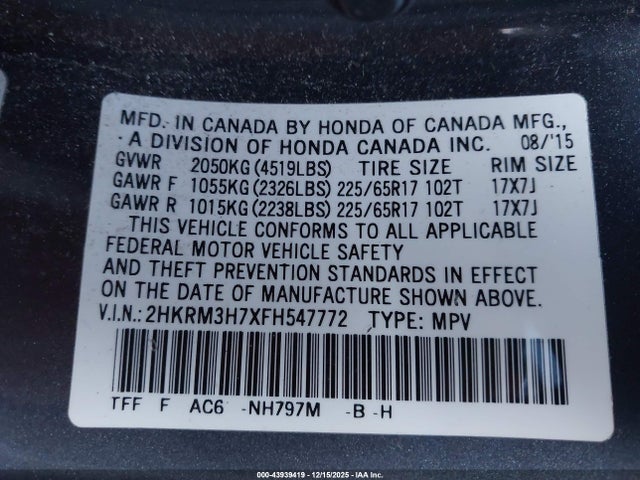 MFD. IN CANADA BY HONDA OF CANADA MFG.,
A DIVISION OF HONDA CANADA INC. 08/'15
GVWR 2050KG(4519LBS) TIRE SIZE RIM SIZE
GAWR F 1055KG(2326LBS) 225/65R17 102T 17X7J
GAWR R 1015KG(2238LBS) 225/65R17 102T 17X7J
THIS VEHICLE CONFORMS TO ALL APPLICABLE
FEDERAL MOTOR VEHICLE SAFETY
AND THEFT PREVENTION STANDARDS IN EFFECT
ON THE DATE OF MANUFACTURE SHOWN ABOVE.
V.I.N.: 2HKRM3H7XFH547772 TYPE: MPV
TFF F AC6 -NH797M -B -H
000-43939419 - 12/15/2025 - IAA Inc.